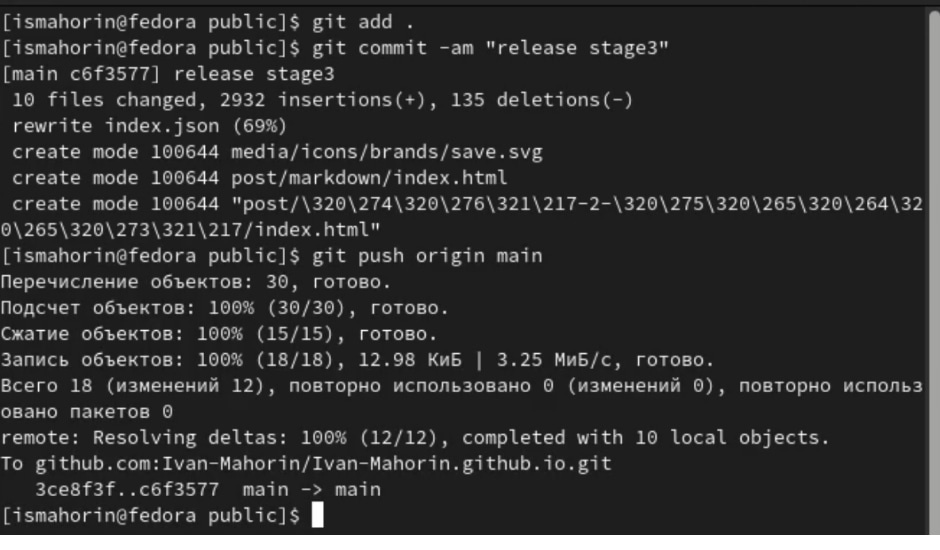 [ismahorin@fedora public]$ git add .
[ismahorin@fedora public]$ git commit -am "release stage3"
[main c6f3577] release stage3
 10 files changed, 2932 insertions(+), 135 deletions(-)
 rewrite index.json (69%)
 create mode 100644 media/icons/brands/save.svg
 create mode 100644 post/markdown/index.html
 create mode 100644 "post/\320\274\320\276\321\217-2-\320\275\320\265\320\264\32
0\265\320\273\321\217/index.html"
[ismahorin@fedora public]$ git push origin main
Перечисление объектов: 30, готово.
Подсчет объектов: 100% (30/30), готово.
Сжатие объектов: 100% (15/15), готово.
Запись объектов: 100% (18/18), 12.98 КиБ | 3.25 МиБ/с, готово.
Всего 18 (изменений 12), повторно использовано 0 (изменений 0), повторно использ
овано пакетов 0
remote: Resolving deltas: 100% (12/12), completed with 10 local objects.
To github.com:Ivan-Mahorin/Ivan-Mahorin.github.io.git
   3ce8f3f..c6f3577  main -> main
[ismahorin@fedora public]$